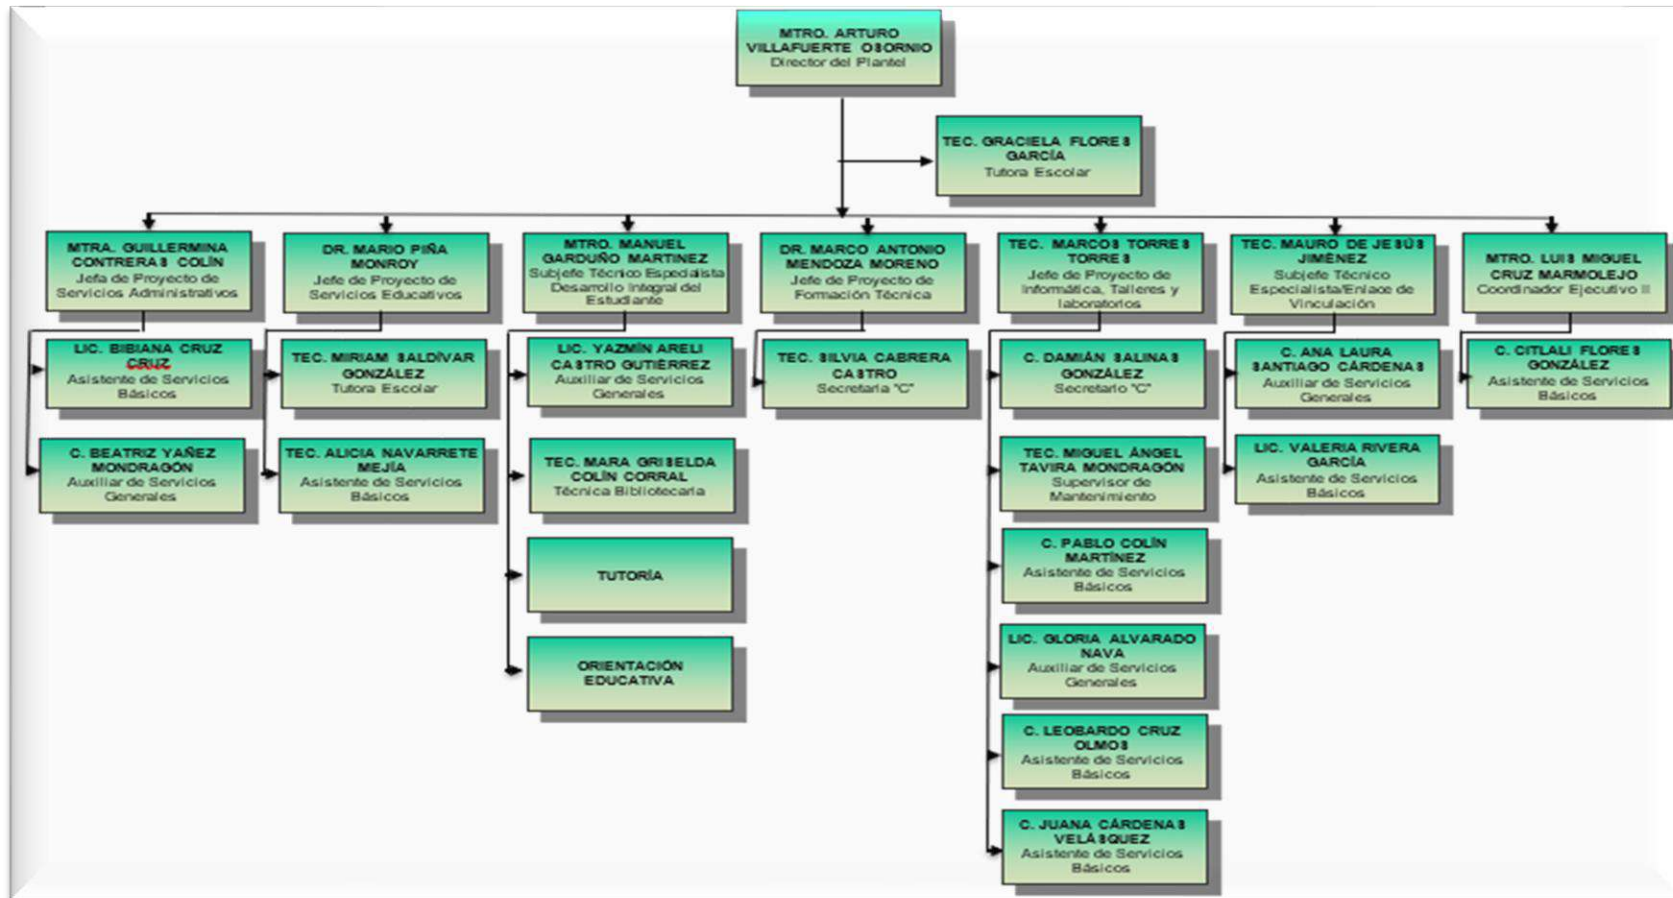 MTRO. ARTURO
VILLAFUERTE OSORNIO
Director del Plantel
TEC. GRACIELA FLORES
GARCÍA
Tutora Escolar
MTRA. GUILLERMINA
CONTRERAS COLÍN
Jefa de Proyecto de
Servicios Administrativos
DR. MARIO PIÑA
MONROY
Jefe de Proyecto de
Servicios Educativos
MTRO. MANUEL
GARDUÑO MARTINEZ
Subjefe Técnico Especialista
Desarrollo Integral del
Estudiante
DR. MARCO ANTONIO
MENDOZA MORENO
Jefe de Proyecto de
Formación Técnica
TEC. MARCOS TORRES
TORRES
Jefe de Proyecto de
Informática, Talleres y
laboratorios
TEC. MAURO DE JESÚS
JIMÉNEZ
Subjefe Técnico
Especialista/Enlace de
Vinculación
MTRO. LUIS MIGUEL
CRUZ MARMOLEJO
Coordinador Ejecutivo II
LIC. BIBIANA CRUZ
CRUZ
Asistente de Servicios
Básicos
TEC. MIRIAM SALDÍVAR
GONZÁLEZ
Tutora Escolar
LIC. YAZMÍN ARELI
CASTRO GUTIÉRREZ
Auxiliar de Servicios
Generales
TEC. SILVIA CABRERA
CASTRO
Secretaria "C"
C. DAMIÁN SALINAS
GONZÁLEZ
Secretario "C"
C. ANA LAURA
SANTIAGO CÁRDENAS
Auxiliar de Servicios
Generales
C. CITLALI FLORES
GONZÁLEZ
Asistente de Servicios
Básicos
C. BEATRIZ YAÑEZ
MONDRAGÓN
Auxiliar de Servicios
Generales
TEC. ALICIA NAVARRETE
MEJÍA
Asistente de Servicios
Básicos
TEC. MARA GRISELDA
COLÍN CORRAL
Técnica Bibliotecaria
TEC. MIGUEL ÁNGEL
TAVIRA MONDRAGÓN
Supervisor de
Mantenimiento
LIC. VALERIA RIVERA
GARCÍA
Asistente de Servicios
Básicos
TUTORÍA
C. PABLO COLÍN
MARTÍNEZ
Asistente de Servicios
Básicos
ORIENTACIÓN
EDUCATIVA
LIC. GLORIA ALVARADO
NAVA
Auxiliar de Servicios
Generales
C. LEOBARDO CRUZ
OLMOS
Asistente de Servicios
Básicos
C. JUANA CÁRDENAS
VELÁSQUEZ
Asistente de Servicios
Básicos